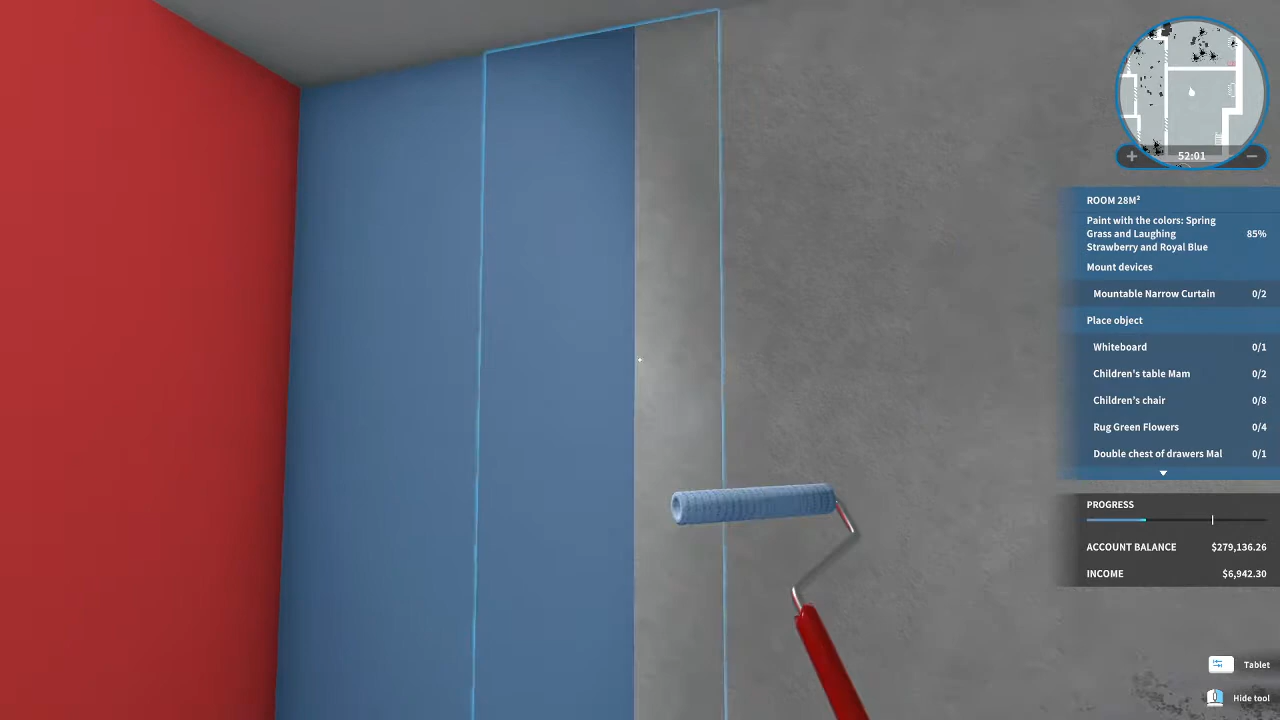 52:01
ROOM 28M²
Paint with the colors: Spring
Grass and Laughing
Strawberry and Royal Blue
85%
Mount devices
Mountable Narrow Curtain 0/2
Place object
Whiteboard 0/1
Children's table Mam 0/2
Children's chair 0/8
Rug Green Flowers 0/4
Double chest of drawers Mal 0/1
PROGRESS
ACCOUNT BALANCE $279,136.26
INCOME $6,942.30
Tablet
Hide tool